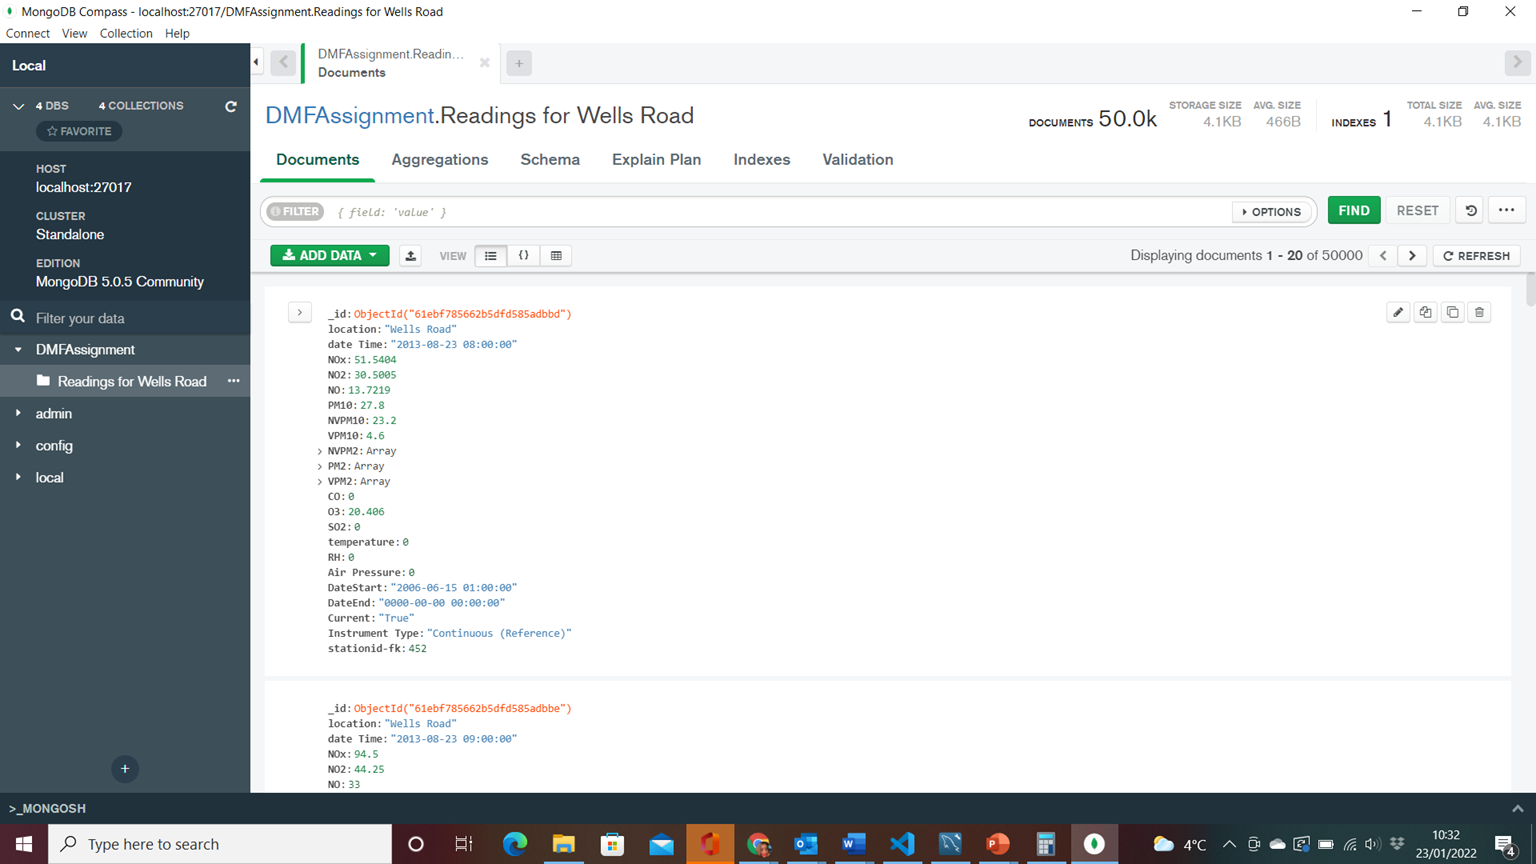 MongoDB Compass - localhost:27017/DMFAssignment.Readings for Wells Road
Connect View Collection Help
Local
4 DBS 4 COLLECTIONS
FAVORITE
HOST
localhost:27017
CLUSTER
Standalone
EDITION
MongoDB 5.0.5 Community
Filter your data
DMFAssignment
Readings for Wells Road ...
admin
config
local
+
DMFAssignment.Readin...
Documents
+
DMFAssignment.Readings for Wells Road
DOCUMENTS 50.0k
STORAGE SIZE 4.1KB
AVG. SIZE 466B
INDEXES 1
TOTAL SIZE 4.1KB
AVG. SIZE 4.1KB
Documents Aggregations Schema Explain Plan Indexes Validation
FILTER { field: 'value' } OPTIONS FIND RESET ...
ADD DATA VIEW {} Displaying documents 1 - 20 of 50000 < > REFRESH
_id: ObjectId("61ebf785662b5dfd585adbbd")
location: "Wells Road"
date Time: "2013-08-23 08:00:00"
NOx: 51.5404
NO2: 30.5005
NO: 13.7219
PM10: 27.8
NVPM10: 23.2
VPM10: 4.6
> NVPM2: Array
> PM2: Array
> VPM2: Array
CO: 0
O3: 20.406
SO2: 0
temperature: 0
RH: 0
Air Pressure: 0
DateStart: "2006-06-15 01:00:00"
DateEnd: "0000-00-00 00:00:00"
Current: "True"
Instrument Type: "Continuous (Reference)"
stationid-fk: 452
_id: ObjectId("61ebf785662b5dfd585adbbe")
location: "Wells Road"
date Time: "2013-08-23 09:00:00"
NOx: 94.5
NO2: 44.25
NO: 33
>_MONGOSH
Type here to search
4°C
10:32
23/01/2022
4